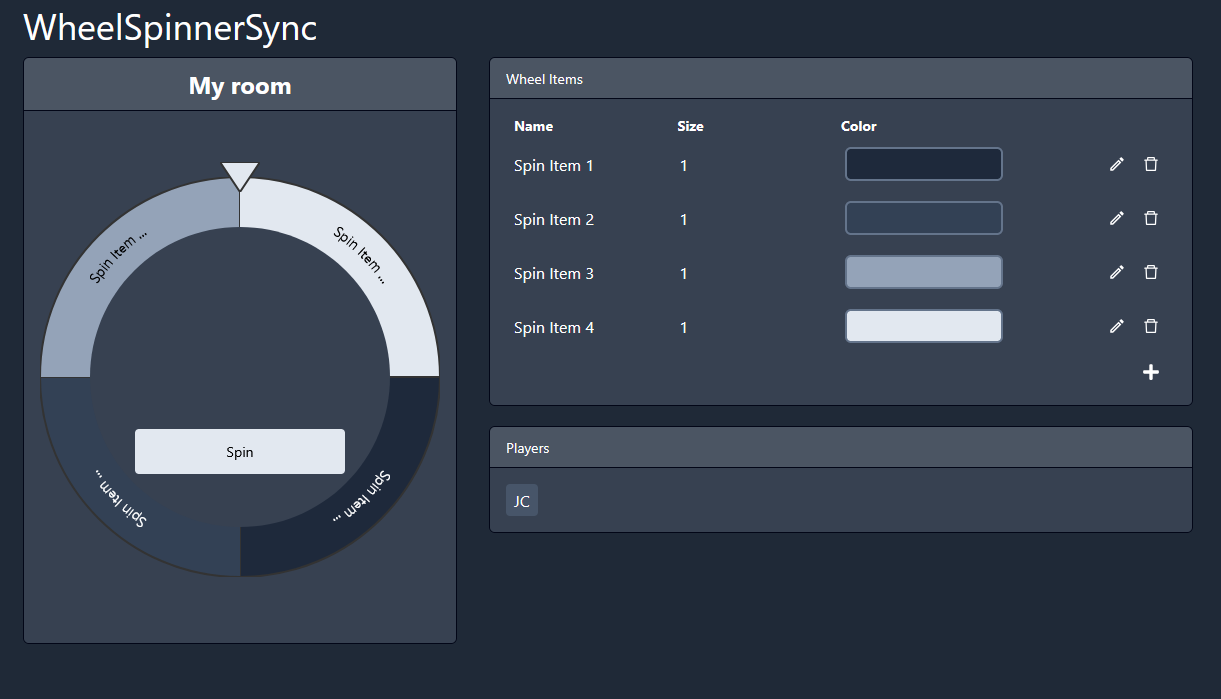 WheelSpinnerSync
My room
Spin Item ...
Spin Item ...
Spin Item ...
Spin Item ...
Spin
Wheel Items
Name Size Color
Spin Item 1 1
Spin Item 2 1
Spin Item 3 1
Spin Item 4 1
Players
JC